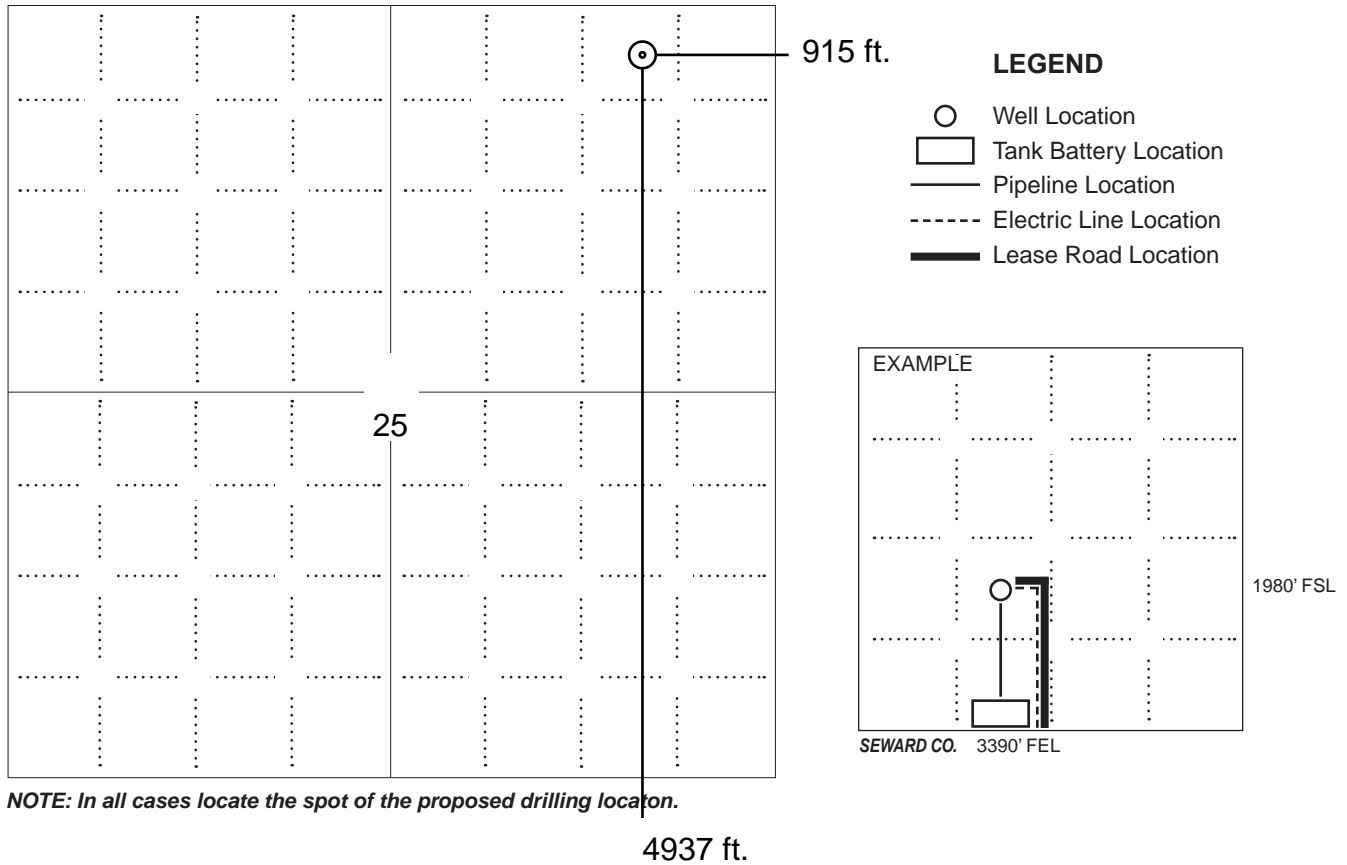 915 ft.
LEGEND
Well Location
Tank Battery Location
Pipeline Location
Electric Line Location
Lease Road Location
EXAMPLE
25
1980' FSL
SEWARD CO. 3390' FEL
NOTE: In all cases locate the spot of the proposed drilling locaton.
4937 ft.